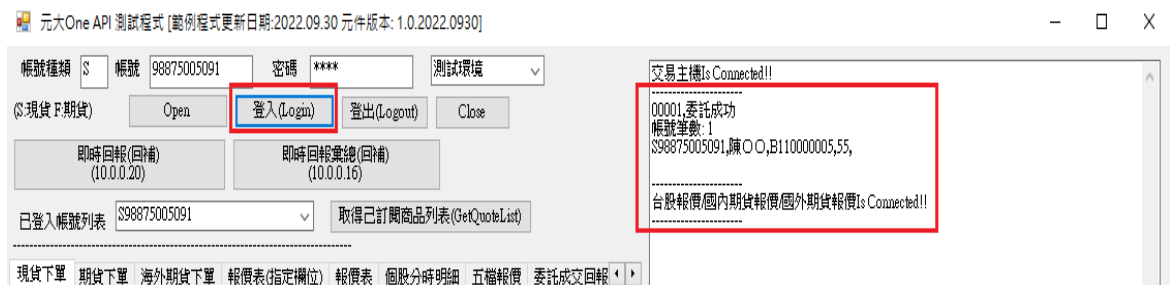 元大One API 測試程式 [範例程式更新日期:2022.09.30 元件版本: 1.0.2022.0930]
帳號種類 S 帳號 98875005091 密碼 **** 測試環境
(S:現貨 F:期貨) Open 登入(Login) 登出(Logout) Close
即時回報(回補)
(10.0.0.20)
即時回報彙總(回補)
(10.0.0.16)
已登入帳號列表 S98875005091 取得已訂閱商品列表(GetQuoteList)
現貨下單 期貨下單 海外期貨下單 報價表(指定欄位) 報價表 個股分時明細 五檔報價 委託成交回報
交易主機Is Connected!!
----------------------
00001,委託成功
帳號筆數: 1
S98875005091,陳○○,B110000005,55,
----------------------
台股報價/國內期貨報價/國外期貨報價Is Connected!!
----------------------